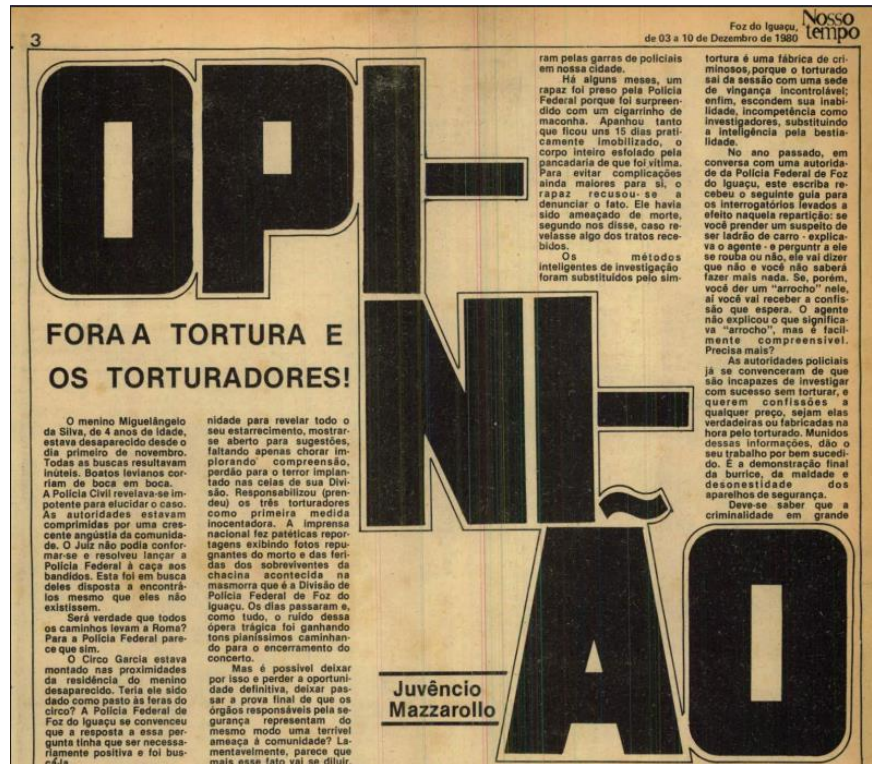 3
Foz do Iguaçu,
de 03 a 10 de Dezembro de 1980
Nosso
tempo
OPI-
NI-
ÃO
FORA A TORTURA E
OS TORTURADORES!
Juvêncio
Mazzarollo
O menino Miguelângelo
da Silva, de 4 anos de idade,
estava desaparecido desde o
dia primeiro de novembro.
Todas as buscas resultavam
inúteis. Boatos levianos cor-
riam de boca em boca.
A Polícia Civil revelava-se im-
potente para elucidar o caso.
As autoridades estavam
comprimidas por uma cres-
cente angústia da comunida-
de. O Juiz não podia confor-
mar-se e resolveu lançar a
Polícia Federal à caça aos
bandidos. Esta foi em busca
deles disposta a encontrá-
los mesmo que eles não
existissem.
Será verdade que todos
os caminhos levam a Roma?
Para a Polícia Federal pare-
ce que sim.
O Circo Garcia estava
montado nas proximidades
da residência do menino
desaparecido. Teria ele sido
dado como pasto às feras do
circo? A Polícia Federal de
Foz do Iguaçu se convenceu
que a resposta a essa per-
gunta tinha que ser necessa-
riamente positiva e foi bus-
cá-la.
nidade para revelar todo o
seu estarrecimento, mostrar-
se aberto para sugestões,
faltando apenas chorar im-
plorando compreensão,
perdão para o terror implan-
tado nas celas de sua Divi-
são. Responsabilizou (pren-
deu) os três torturadores
como primeira medida
inocentadora. A imprensa
nacional fez patéticas repor-
tagens exibindo fotos repu-
gnantes do morto e das feri-
das dos sobreviventes da
chacina acontecida na
masmorra que é a Divisão de
Polícia Federal de Foz do
Iguaçu. Os dias passaram e,
como tudo, o ruído dessa
ópera trágica foi ganhando
tons pianíssimos caminhan-
do para o encerramento do
concerto.
Mas é possível deixar
por isso e perder a oportuni-
dade definitiva, deixar pas-
sar a prova final de que os
órgãos responsáveis pela se-
gurança representam do
mesmo modo uma terrível
ameaça à comunidade? La-
mentavelmente, parece que
mais esse fato vai se diluir,
ram pelas garras de policiais
em nossa cidade.
Há alguns meses, um
rapaz foi preso pela Polícia
Federal porque foi surpreen-
dido com um cigarrinho de
maconha. Apanhou tanto
que ficou uns 15 dias prati-
camente imobilizado, o
corpo inteiro esfolado pela
pancadaria de que foi vítima.
Para evitar complicações
ainda maiores para si, o
rapaz recusou-se a
denunciar o fato. Ele havia
sido ameaçado de morte,
segundo nos disse, caso re-
velasse algo dos tratos rece-
bidos.
Os métodos
inteligentes de investigação
foram substituídos pelo sim-
tortura é uma fábrica de cri-
minosos, porque o torturado
sai da sessão com uma sede
de vingança incontrolável;
enfim, escondem sua inabi-
lidade, incompetência como
investigadores, substituindo
a inteligência pela bestia-
lidade.
No ano passado, em
conversa com uma autorida-
de da Polícia Federal de Foz
do Iguaçu, este escriba re-
cebeu o seguinte guia para
os interrogatórios levados a
efeito naquela repartição: se
você prender um suspeito de
ser ladrão de carro - explica-
va o agente - e perguntr a ele
se rouba ou não, ele vai dizer
que não e você não saberá
fazer mais nada. Se, porém,
você der um "arrocho" nele,
aí você vai receber a confis-
são que espera. O agente
não explicou o que significa-
va "arrocho", mas é facil-
mente compreensível.
Precisa mais?
As autoridades policiais
já se convenceram de que
são incapazes de investigar
com sucesso sem torturar, e
querem confissões a
qualquer preço, sejam elas
verdadeiras ou fabricadas na
hora pelo torturado. Munidos
dessas informações, dão o
seu trabalho por bem sucedi-
do. É a demonstração final
da burrice, da maldade e
desonestidade dos
aparelhos de segurança.
Deve-se saber que a
criminalidade em grande